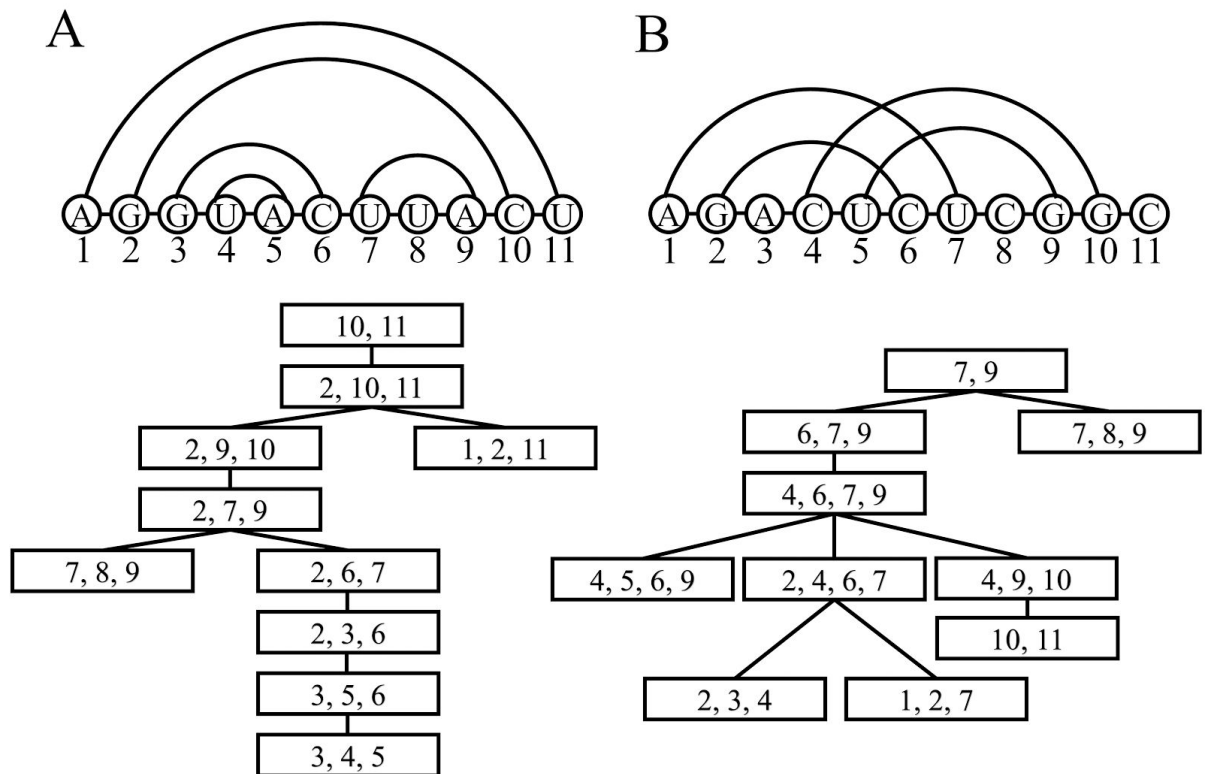 A
B
A G G U A C U U A C U
A G A C U C U C G G C
1 2 3 4 5 6 7 8 9 10 11
1 2 3 4 5 6 7 8 9 10 11
10, 11
2, 10, 11
7, 9
2, 9, 10
1, 2, 11
6, 7, 9
7, 8, 9
2, 7, 9
4, 6, 7, 9
7, 8, 9
2, 6, 7
4, 5, 6, 9
2, 4, 6, 7
4, 9, 10
2, 3, 6
10, 11
3, 5, 6
2, 3, 4
1, 2, 7
3, 4, 5